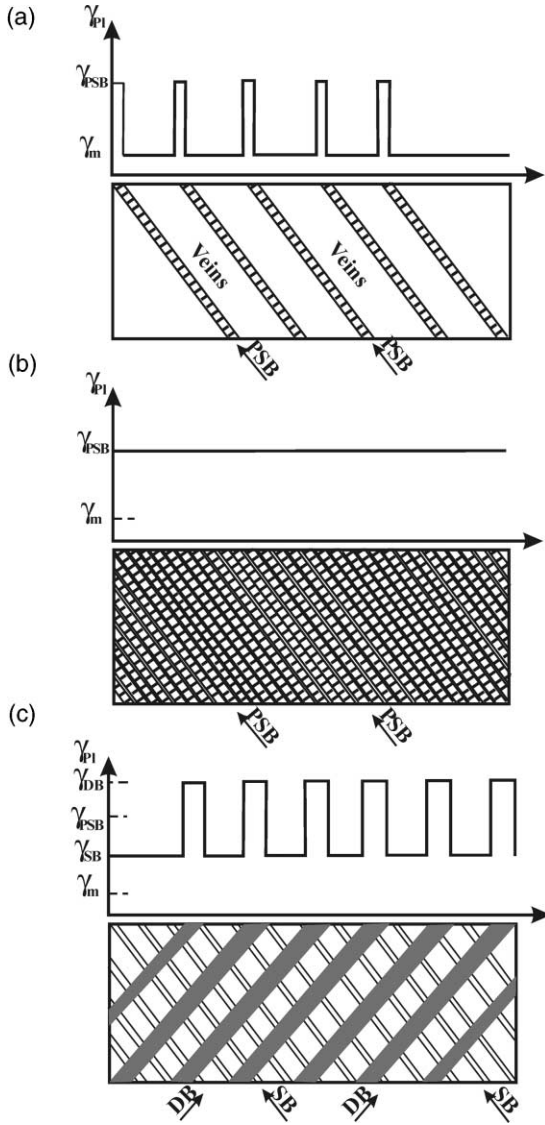 (a)
γPl
γPSB
γm
Veins Veins
PSB PSB
(b)
γPl
γPSB
γm
PSB PSB
(c)
γPl
γDB
γPSB
γSB
γm
DB SB DB SB